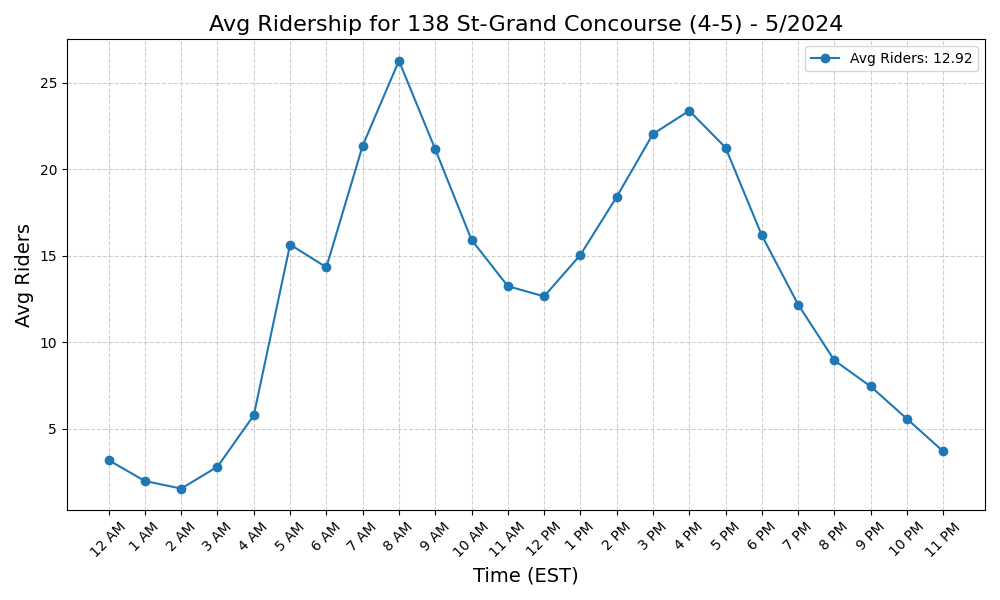 Avg Ridership for 138 St-Grand Concourse (4-5) - 5/2024
Avg Riders: 12.92
Avg Riders
25
20
15
10
5
12 AM
1 AM
2 AM
3 AM
4 AM
5 AM
6 AM
7 AM
8 AM
9 AM
10 AM
11 AM
12 PM
1 PM
2 PM
3 PM
4 PM
5 PM
6 PM
7 PM
8 PM
9 PM
10 PM
11 PM
Time (EST)